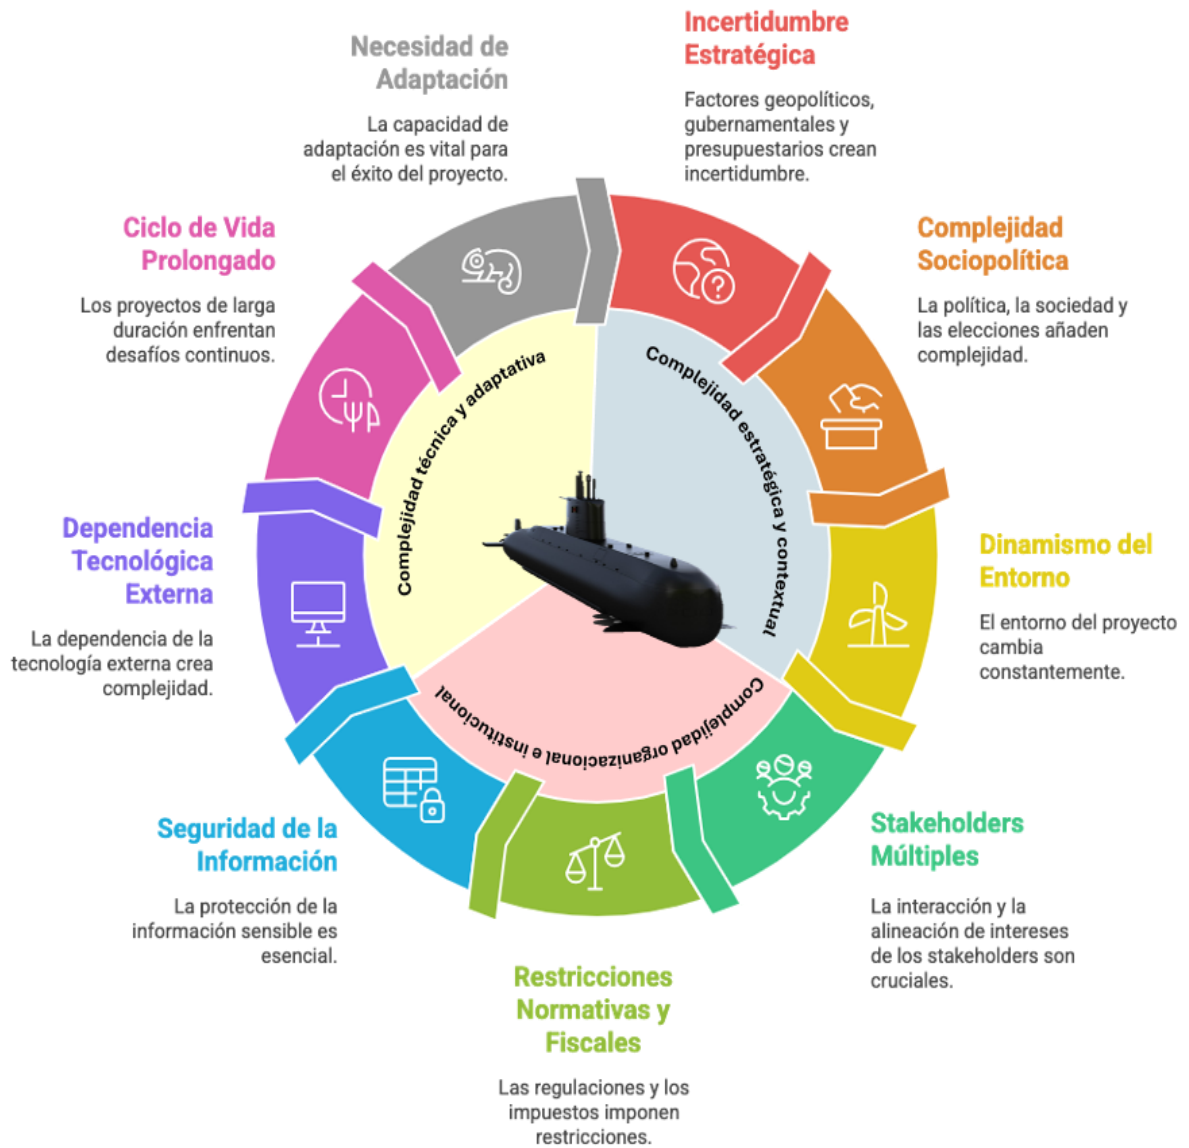 Incertidumbre
Estratégica
Factores geopolíticos,
gubernamentales y
presupuestarios crean
incertidumbre.
Complejidad
Sociopolítica
La política, la sociedad y
las elecciones añaden
complejidad.
Dinamismo del
Entorno
El entorno del proyecto
cambia
constantemente.
Stakeholders
Múltiples
La interacción y la
alineación de intereses
de los stakeholders son
cruciales.
Restricciones
Normativas y
Fiscales
Las regulaciones y los
impuestos imponen
restricciones.
Seguridad de la
Información
La protección de la
información sensible es
esencial.
Dependencia
Tecnológica
Externa
La dependencia de la
tecnología externa crea
complejidad.
Ciclo de Vida
Prolongado
Los proyectos de larga
duración enfrentan
desafíos continuos.
Necesidad de
Adaptación
La capacidad de
adaptación es vital para
el éxito del proyecto.
Complejidad estratégica y contextual
Complejidad organizacional e institucional
Complejidad técnica y adaptativa
?